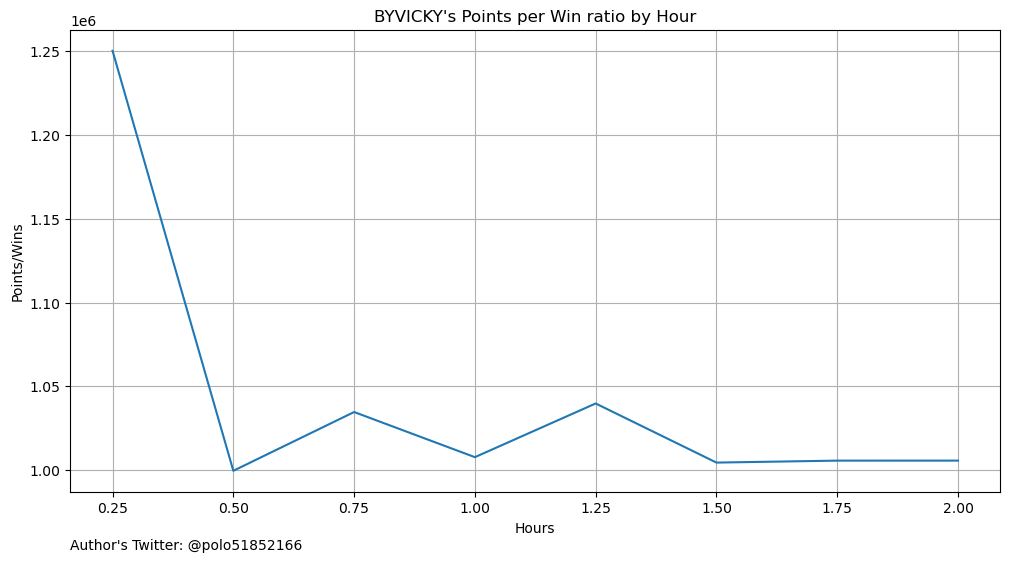 BYVICKY's Points per Win ratio by Hour
1e6
1.25
1.20
1.15
1.10
1.05
1.00
Points/Wins
0.25 0.50 0.75 1.00 1.25 1.50 1.75 2.00
Hours
Author's Twitter: @polo51852166